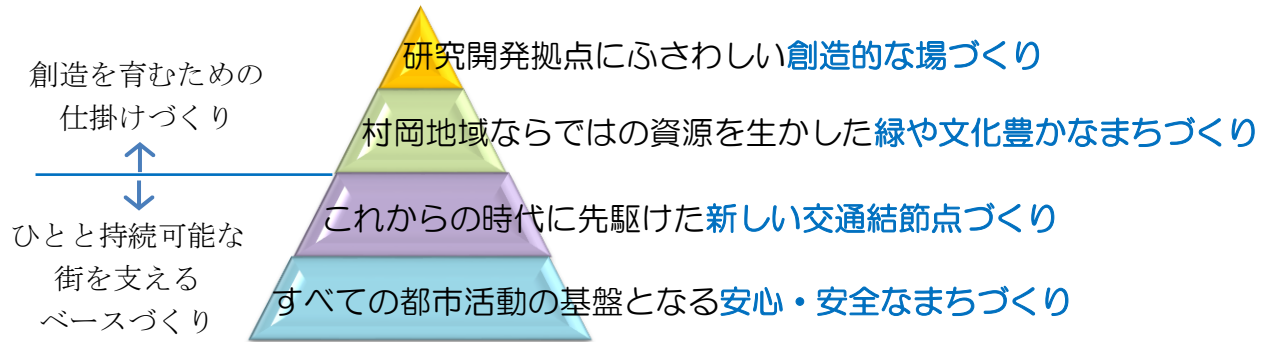 研究開発拠点にふさわしい創造的な場づくり
創造を育むための
仕掛けづくり
村岡地域ならではの資源を生かした緑や文化豊かなまちづくり
これからの時代に先駆けた新しい交通結節点づくり
ひとと持続可能な
街を支える
ベースづくり
すべての都市活動の基盤となる安心・安全なまちづくり